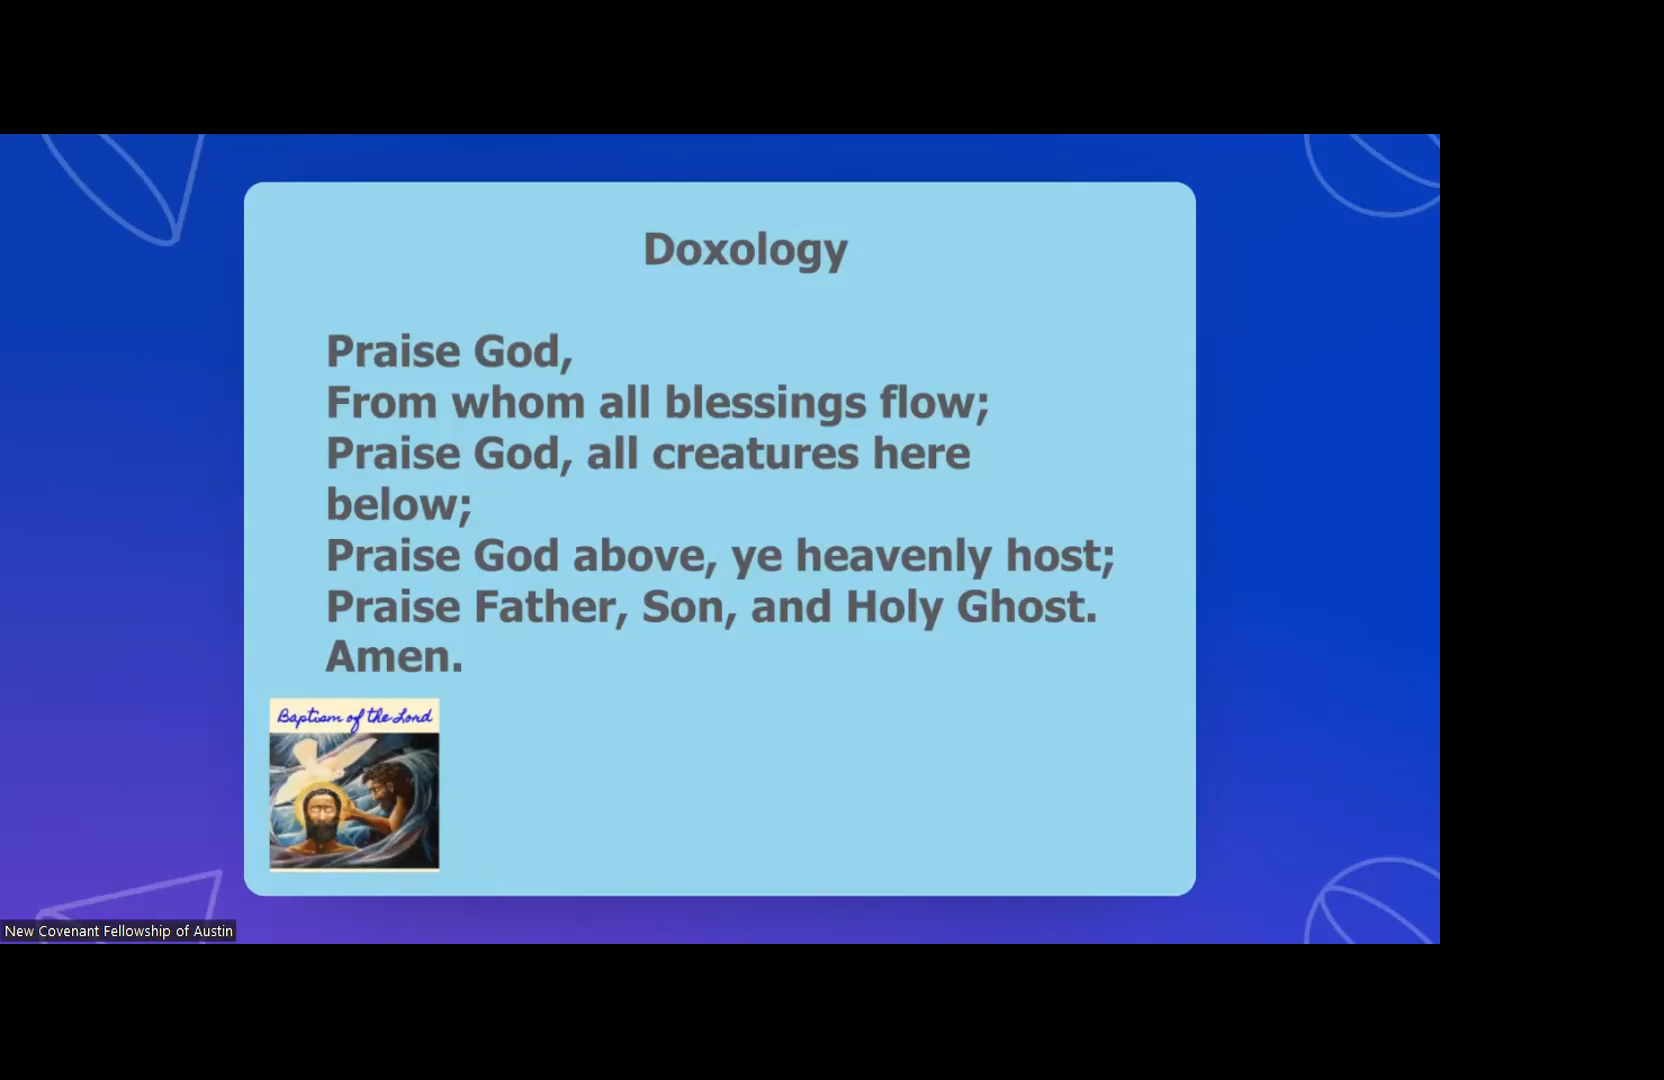 Doxology
Praise God,
From whom all blessings flow;
Praise God, all creatures here
below;
Praise God above, ye heavenly host;
Praise Father, Son, and Holy Ghost.
Amen.
Baptism of the Lord
New Covenant Fellowship of Austin